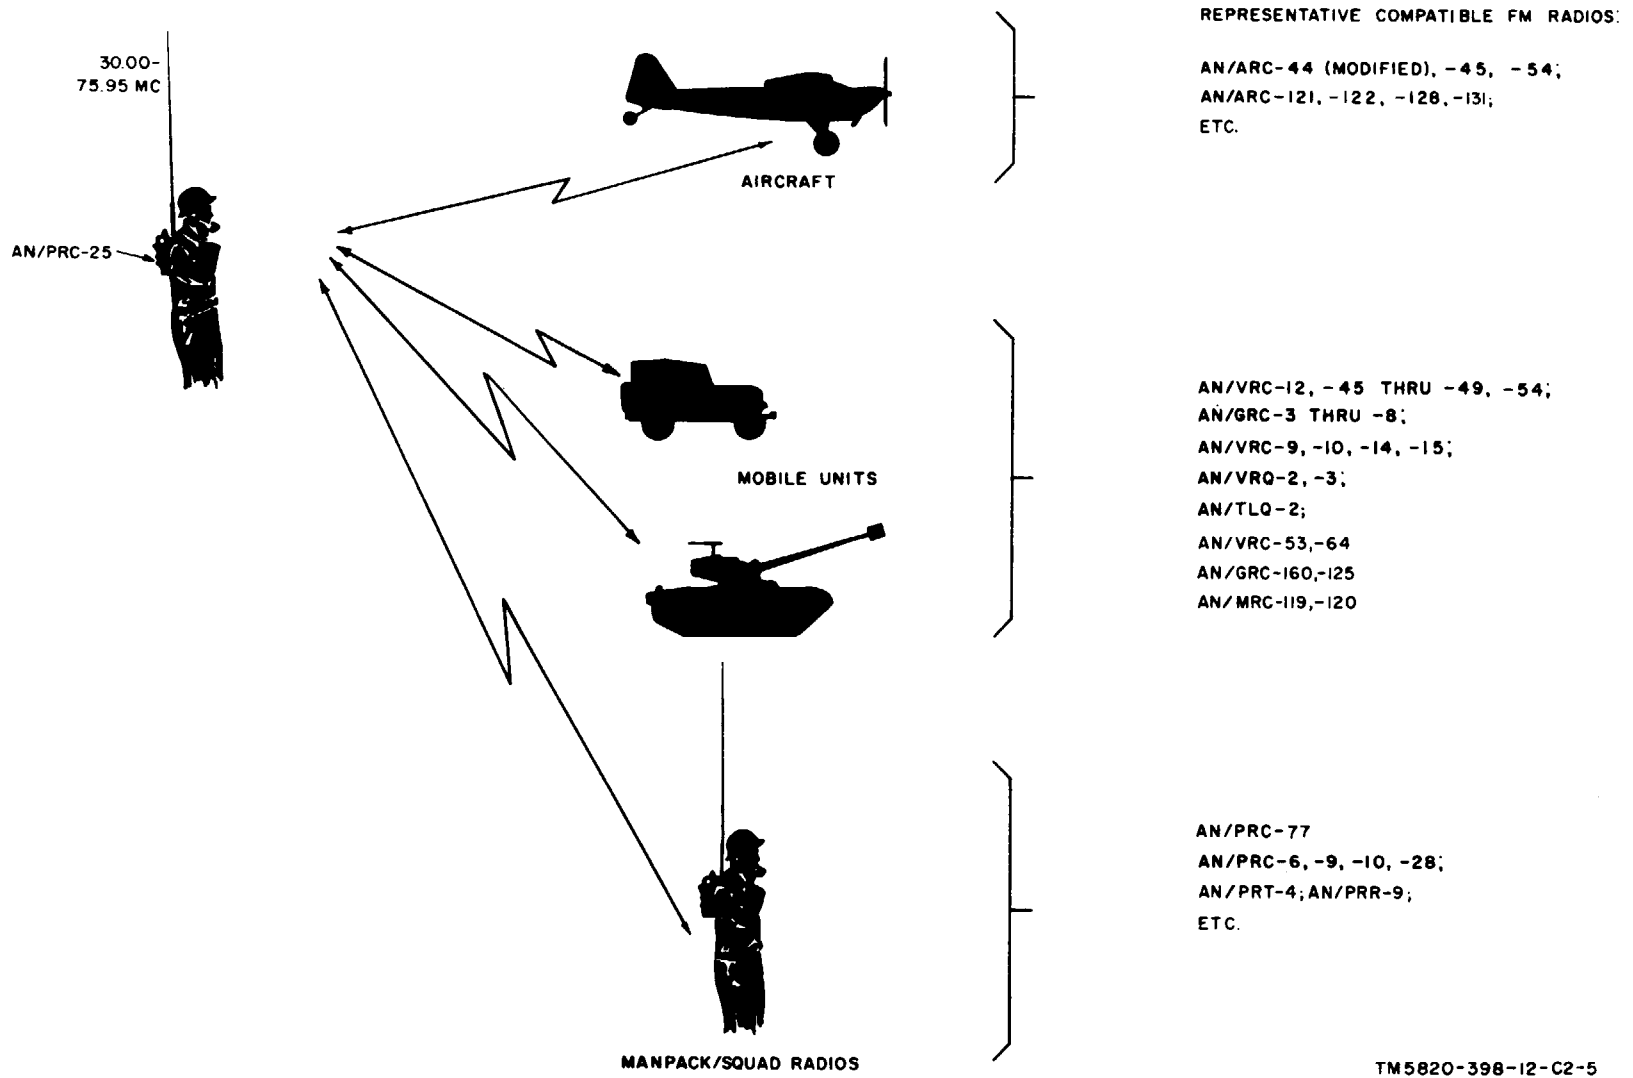 REPRESENTATIVE COMPATIBLE FM RADIOS:
30.00-
75.95 MC
AN/PRC-25
AIRCRAFT
AN/ARC-44 (MODIFIED), -45, -54;
AN/ARC-121, -122, -128, -131;
ETC.
MOBILE UNITS
AN/VRC-12, -45 THRU -49, -54;
AN/GRC-3 THRU -8;
AN/VRC-9, -10, -14, -15;
AN/VRQ-2, -3;
AN/TLQ-2;
AN/VRC-53,-64
AN/GRC-160,-125
AN/MRC-119,-120
MANPACK/SQUAD RADIOS
AN/PRC-77
AN/PRC-6, -9, -10, -28;
AN/PRT-4; AN/PRR-9;
ETC.
TM5820-398-12-C2-5